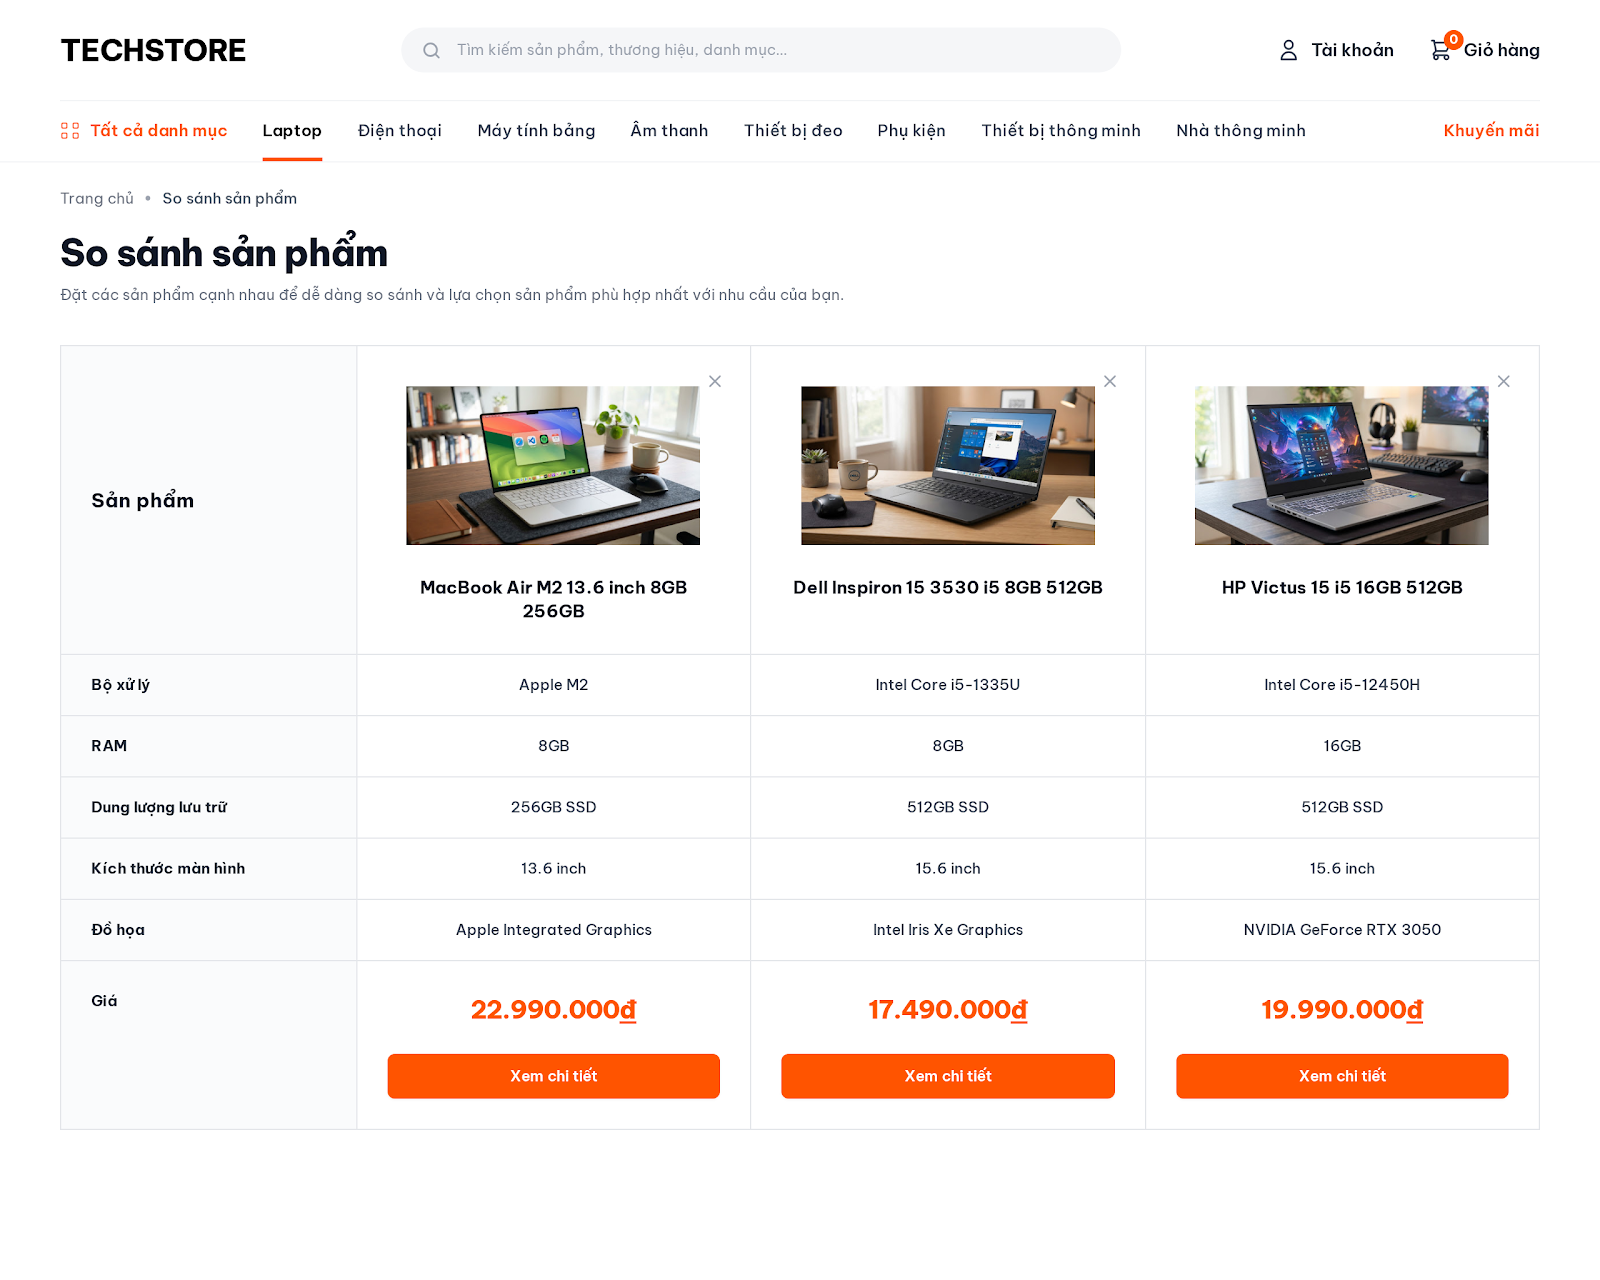 TECHSTORE
Tìm kiếm sản phẩm, thương hiệu, danh mục...
Tài khoản
0
Giỏ hàng
Tất cả danh mục
Laptop
Điện thoại
Máy tính bảng
Âm thanh
Thiết bị đeo
Phụ kiện
Thiết bị thông minh
Nhà thông minh
Khuyến mãi
Trang chủ • So sánh sản phẩm
So sánh sản phẩm
Đặt các sản phẩm cạnh nhau để dễ dàng so sánh và lựa chọn sản phẩm phù hợp nhất với nhu cầu của bạn.
Sản phẩm
MacBook Air M2 13.6 inch 8GB
256GB
Dell Inspiron 15 3530 i5 8GB 512GB
HP Victus 15 i5 16GB 512GB
Bộ xử lý
Apple M2
Intel Core i5-1335U
Intel Core i5-12450H
RAM
8GB
8GB
16GB
Dung lượng lưu trữ
256GB SSD
512GB SSD
512GB SSD
Kích thước màn hình
13.6 inch
15.6 inch
15.6 inch
Đồ họa
Apple Integrated Graphics
Intel Iris Xe Graphics
NVIDIA GeForce RTX 3050
Giá
22.990.000₫
17.490.000₫
19.990.000₫
Xem chi tiết
Xem chi tiết
Xem chi tiết